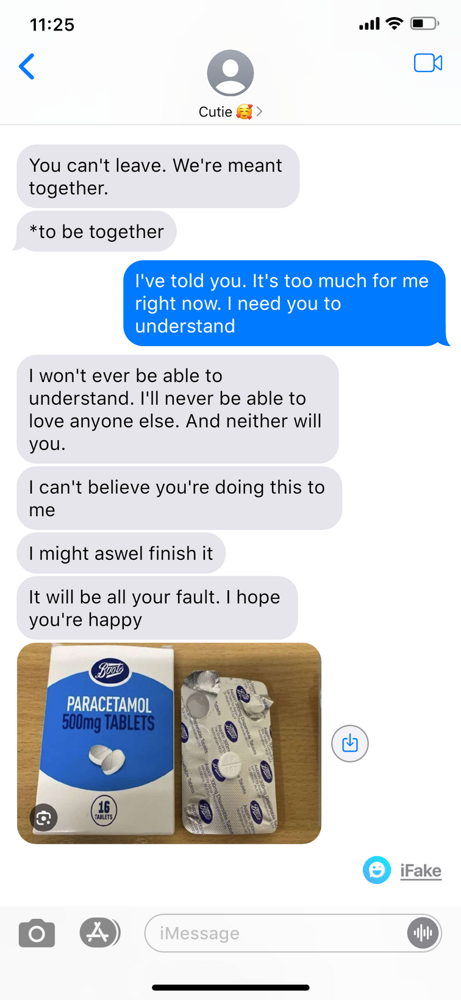 11:25
Cutie 🥰
You can't leave. We're meant
together.
*to be together
I've told you. It's too much for me
right now. I need you to
understand
I won't ever be able to
understand. I'll never be able to
love anyone else. And neither will
you.
I can't believe you're doing this to
me
I might aswel finish it
It will be all your fault. I hope
you're happy
Boots
PARACETAMOL
500mg TABLETS
16
TABLETS
Boots
iFake
iMessage